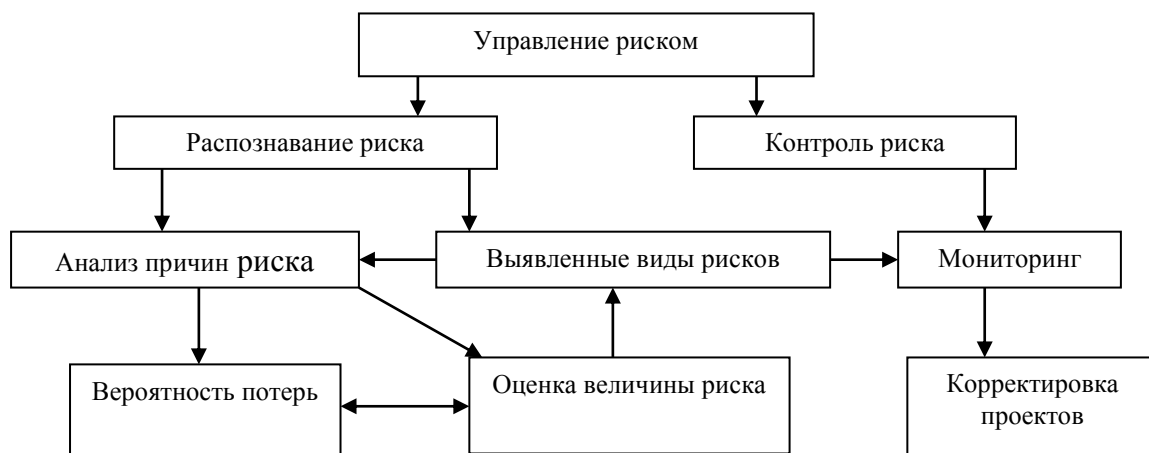 Управление риском
Распознавание риска
Контроль риска
Анализ причин риска
Выявленные виды рисков
Мониторинг
Вероятность потерь
Оценка величины риска
Корректировка
проектов